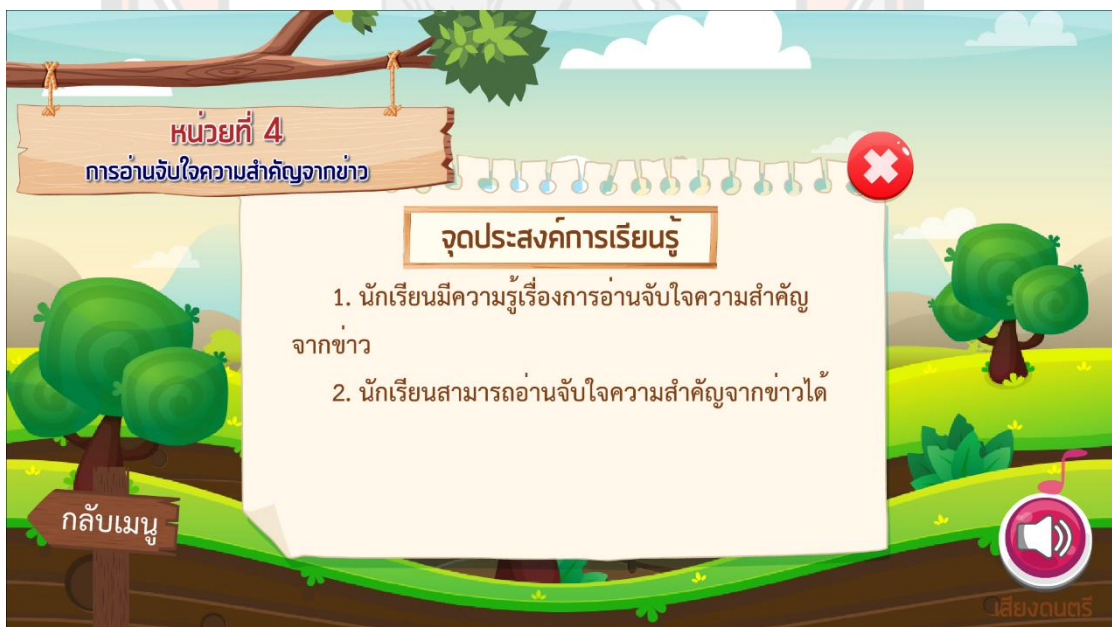 หน่วยที่ 4
การอ่านจับใจความสำคัญจากข่าว
จุดประสงค์การเรียนรู้
1. นักเรียนมีความรู้เรื่องการอ่านจับใจความสำคัญ
จากข่าว
2. นักเรียนสามารถอ่านจับใจความสำคัญจากข่าวได้
กลับเมนู
เสียงดนตรี